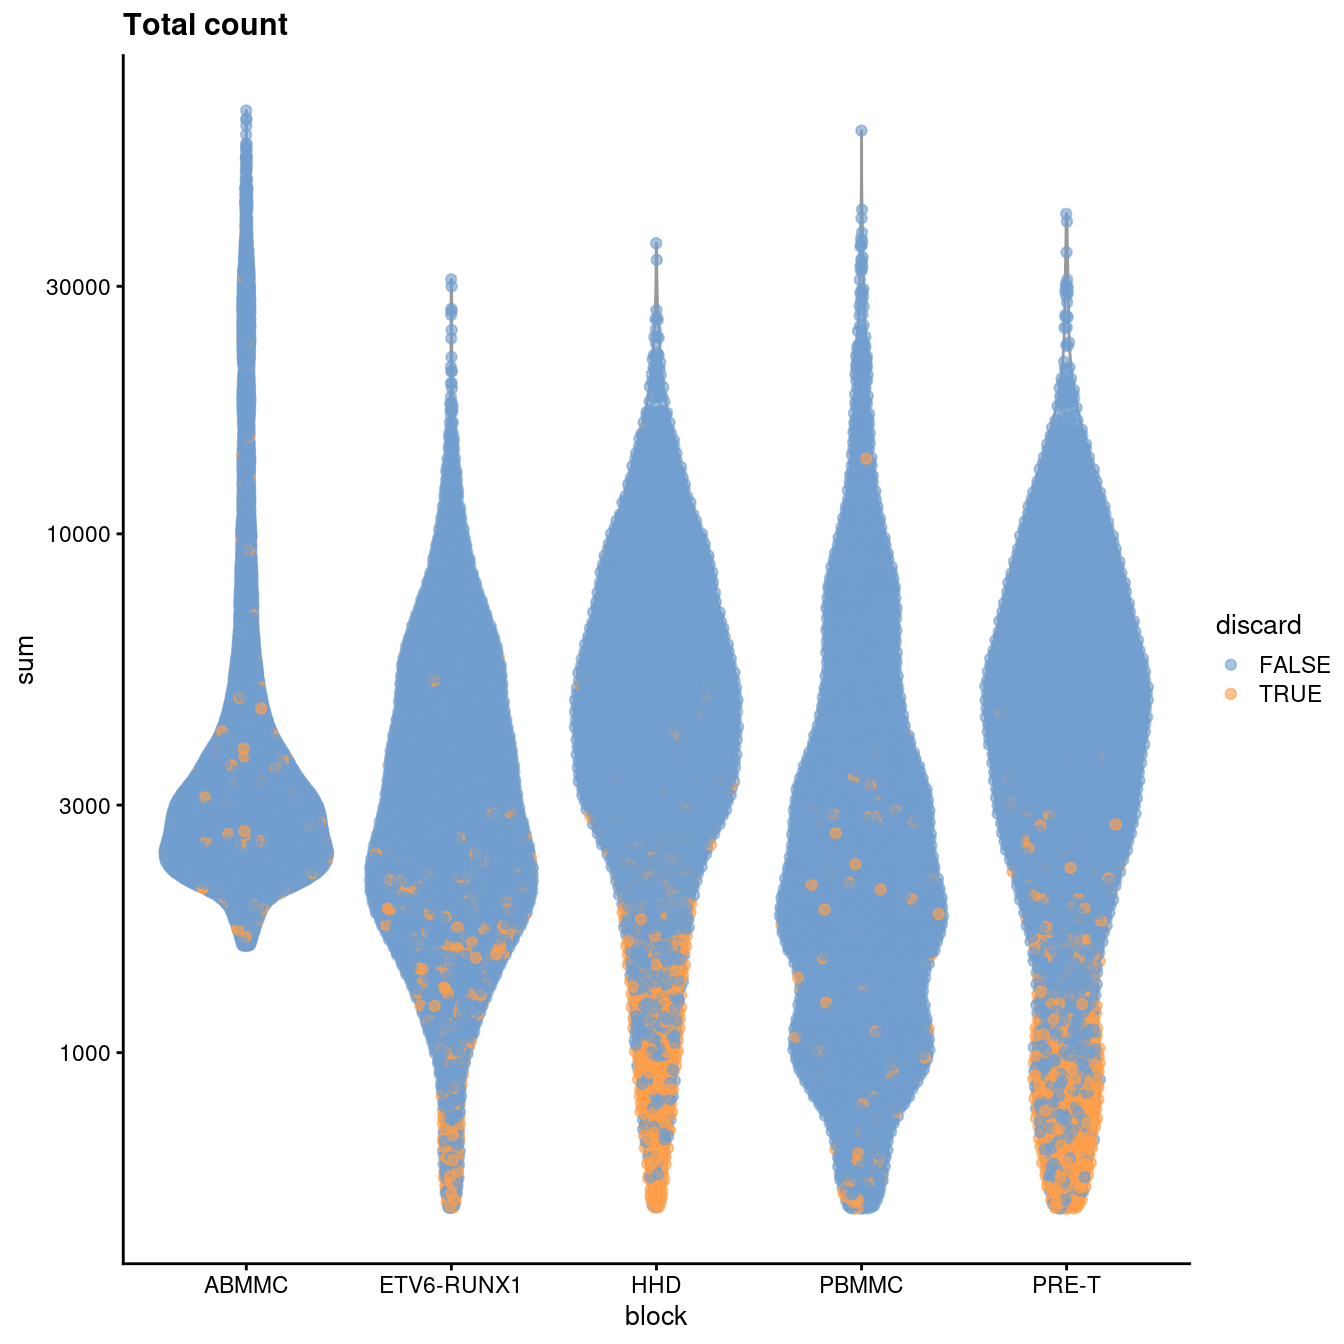 Total count
sum
30000
10000
3000
1000
ABMMC ETV6-RUNX1 HHD PBMMC PRE-T
block
discard
FALSE
TRUE